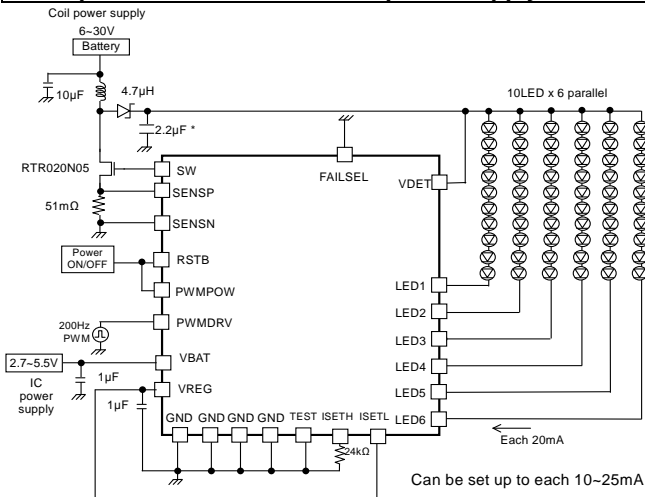 Coil power supply
6~30V
Battery
10µF
4.7µH
2.2µF *
10LED x 6 parallel
RTR020N05
51mΩ
SW
SENSP
SENSN
FAILSEL
VDET
Power
ON/OFF
RSTB
PWMPOW
200Hz
PWM
PWMDRV
2.7~5.5V
IC
power
supply
1µF
VBAT
1µF
VREG
GND GND GND GND TEST ISETH ISETL
24kΩ
LED1
LED2
LED3
LED4
LED5
LED6
Each 20mA
Can be set up to each 10~25mA